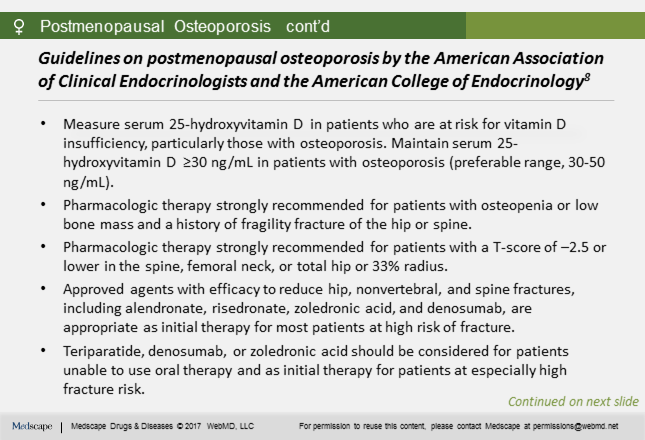 ♀ Postmenopausal Osteoporosis cont'd
Guidelines on postmenopausal osteoporosis by the American Association
of Clinical Endocrinologists and the American College of Endocrinology8
• Measure serum 25-hydroxyvitamin D in patients who are at risk for vitamin D
insufficiency, particularly those with osteoporosis. Maintain serum 25-
hydroxyvitamin D ≥30 ng/mL in patients with osteoporosis (preferable range, 30-50
ng/mL).
• Pharmacologic therapy strongly recommended for patients with osteopenia or low
bone mass and a history of fragility fracture of the hip or spine.
• Pharmacologic therapy strongly recommended for patients with a T-score of –2.5 or
lower in the spine, femoral neck, or total hip or 33% radius.
• Approved agents with efficacy to reduce hip, nonvertebral, and spine fractures,
including alendronate, risedronate, zoledronic acid, and denosumab, are
appropriate as initial therapy for most patients at high risk of fracture.
• Teriparatide, denosumab, or zoledronic acid should be considered for patients
unable to use oral therapy and as initial therapy for patients at especially high
fracture risk.
Continued on next slide
Medscape | Medscape Drugs & Diseases © 2017 WebMD, LLC For permission to reuse this content, please contact Medscape at permissions@webmd.net